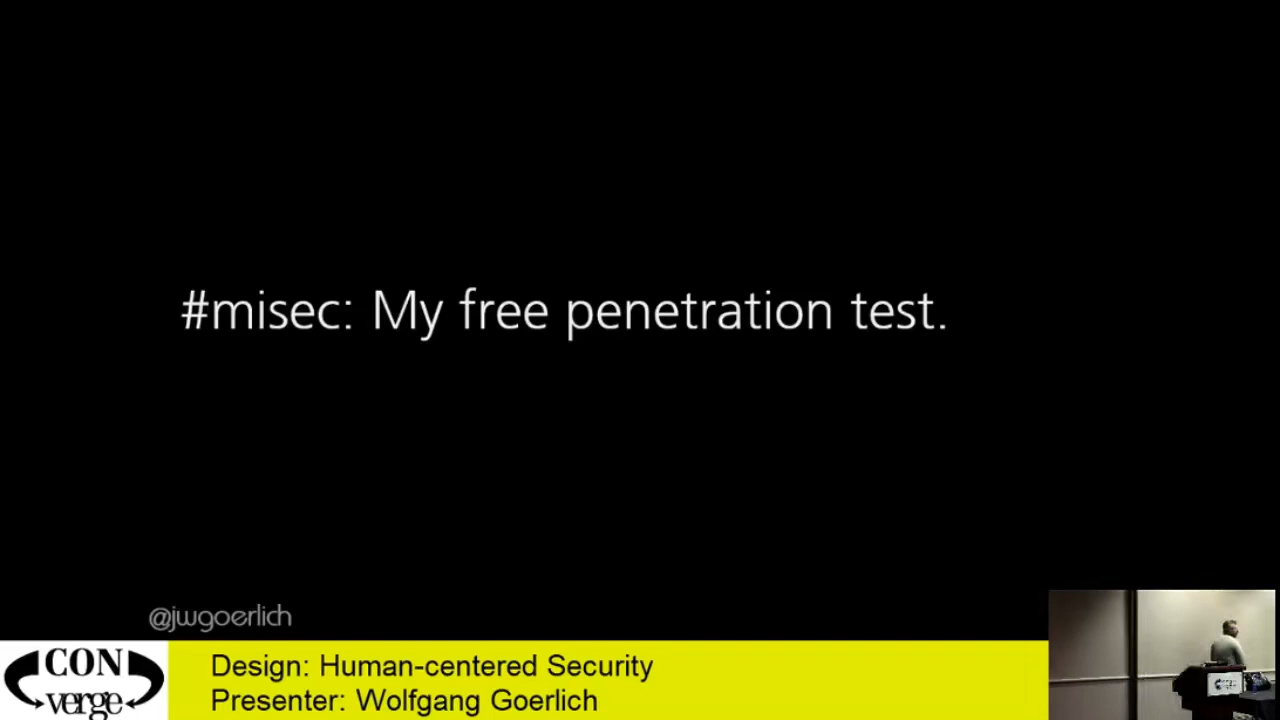 #misec: My free penetration test.
@jwgoerlich
CON
verge
Design: Human-centered Security
Presenter: Wolfgang Goerlich